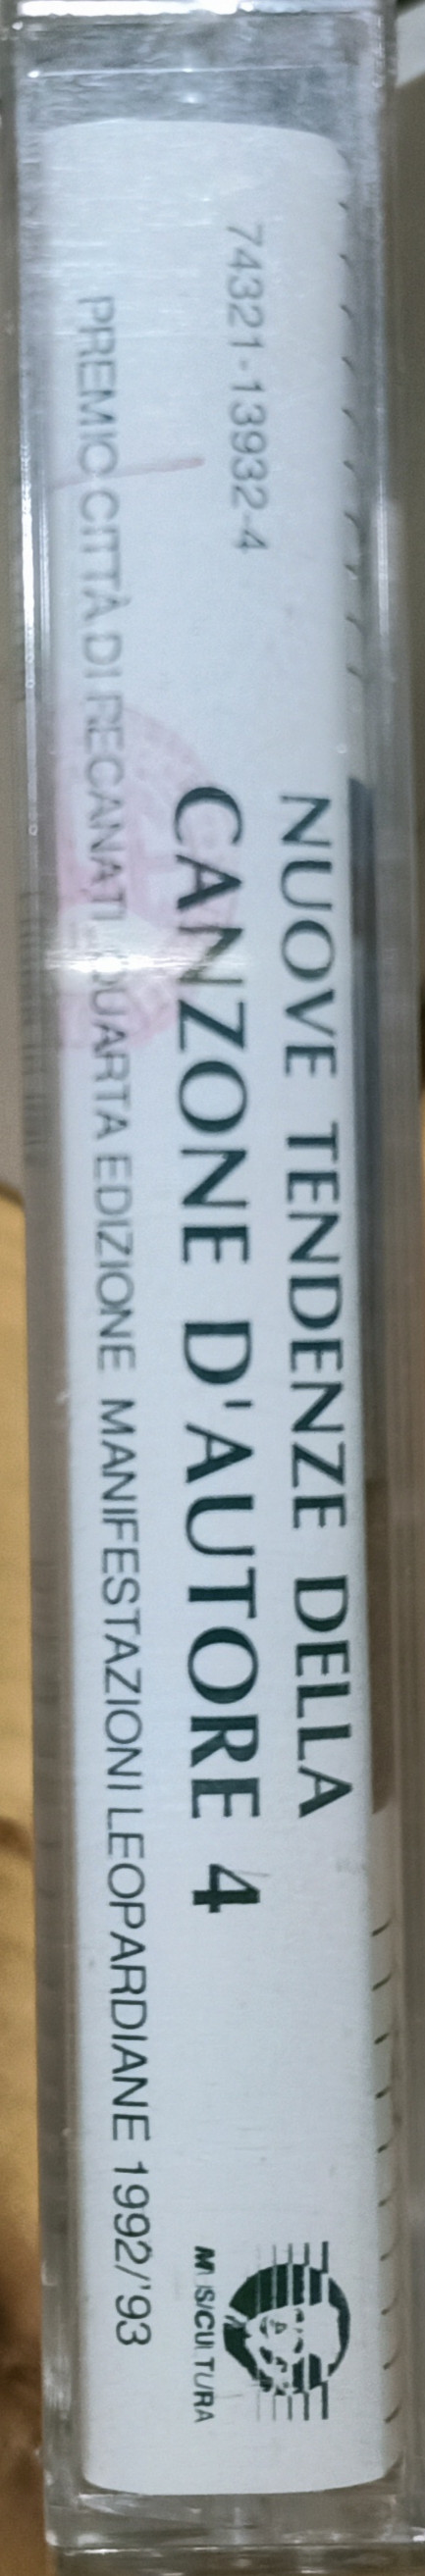 74321-13932-4
NUOVE TENDENZE DELLA
CANZONE D'AUTORE 4
PREMIO CITTÀ DI RECANATI QUARTA EDIZIONE MANIFESTAZIONI LEOPARDIANE 1992/'93
MUSICULTURA